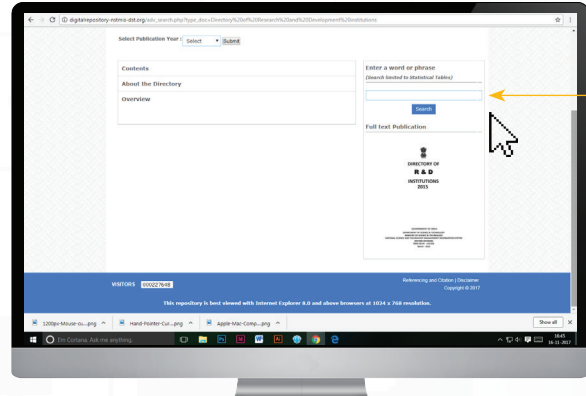 digitalrepository-nstmis-dst.org/adv_search.php?type_doc=Directory%20of%20Research%20and%20Development%20Institutions
Select Publication Year : Select Submit
Contents
About the Directory
Overview
Enter a word or phrase
(Search limited to Statistical Tables)
Search
Full text Publication
DIRECTORY OF
R & D
INSTITUTIONS
2015
VISITORS 000227648
Referencing and Citation | Disclaimer
Copyright © 2017
This repository is best viewed with Internet Explorer 8.0 and above browsers at 1024 x 768 resolution.
1200px-Mouse-cu....png
Hand-Pointer-Cur....png
Apple-Mac-Comp....png
Show all
I'm Cortana. Ask me anything.
16:45
16-11-2017